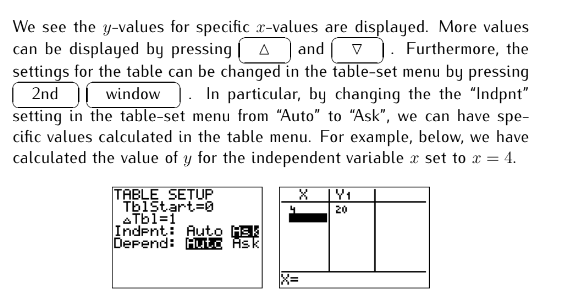 We see the y-values for specific x-values are displayed. More values
can be displayed by pressing △ and ▽ . Furthermore, the
settings for the table can be changed in the table-set menu by pressing
2nd window . In particular, by changing the the “Indpnt”
setting in the table-set menu from “Auto” to “Ask”, we can have spe-
cific values calculated in the table menu. For example, below, we have
calculated the value of y for the independent variable x set to x = 4.
TABLE SETUP
TblStart=0
△Tbl=1
Indpnt: Auto Ask
Depend: Auto Ask
X Y1
4 20
X=